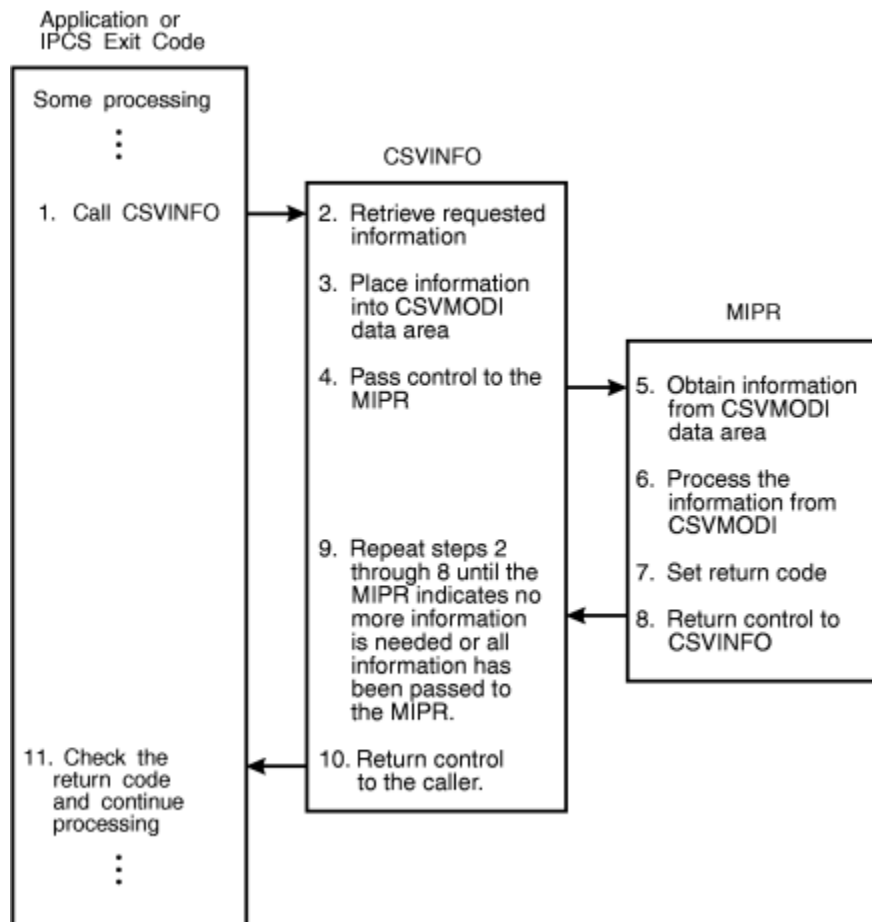 Application or
IPCS Exit Code
Some processing
1. Call CSVINFO
CSVINFO
2. Retrieve requested
information
3. Place information
into CSVMODI
data area
4. Pass control to the
MIPR
MIPR
5. Obtain information
from CSVMODI
data area
6. Process the
information from
CSVMODI
7. Set return code
8. Return control to
CSVINFO
9. Repeat steps 2
through 8 until the
MIPR indicates no
more information
is needed or all
information has
been passed to
the MIPR.
10. Return control
to the caller.
11. Check the
return code
and continue
processing